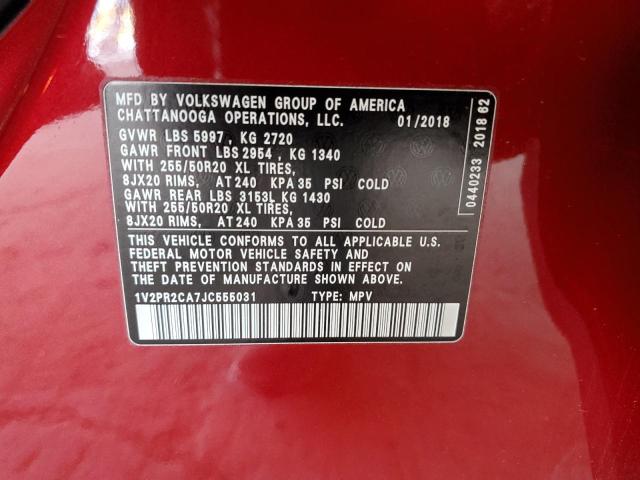 MFD BY VOLKSWAGEN GROUP OF AMERICA
CHATTANOOGA OPERATIONS, LLC. 01/2018
GVWR LBS 5997 , KG 2720
GAWR FRONT LBS 2954 , KG 1340
WITH 255/50R20 XL TIRES,
8JX20 RIMS, AT 240 KPA 35 PSI COLD
GAWR REAR LBS 3153L KG 1430
WITH 255/50R20 XL TIRES,
8JX20 RIMS, AT 240 KPA 35 PSI COLD
THIS VEHICLE CONFORMS TO ALL APPLICABLE U.S.
FEDERAL MOTOR VEHICLE SAFETY AND
THEFT PREVENTION STANDARDS IN EFFECT ON
THE DATE OF MANUFACTURE SHOWN ABOVE.
1V2PR2CA7JC555031 TYPE: MPV
0440233 2018 62